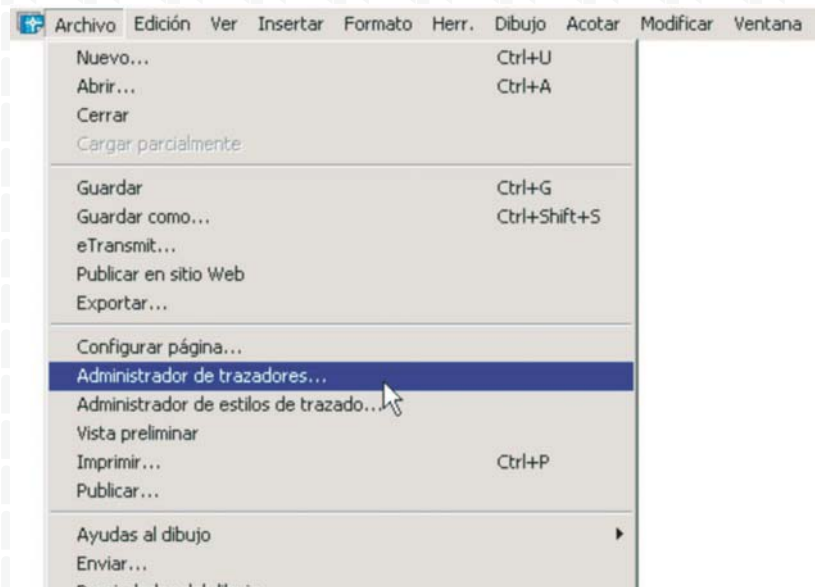 Archivo Edición Ver Insertar Formato Herr. Dibujo Acotar Modificar Ventana
Nuevo... Ctrl+U
Abrir... Ctrl+A
Cerrar
Cargar parcialmente
Guardar Ctrl+G
Guardar como... Ctrl+Shift+S
eTransmit...
Publicar en sitio Web
Exportar...
Configurar página...
Administrador de trazadores...
Administrador de estilos de trazado...
Vista preliminar
Imprimir... Ctrl+P
Publicar...
Ayudas al dibujo
Enviar...